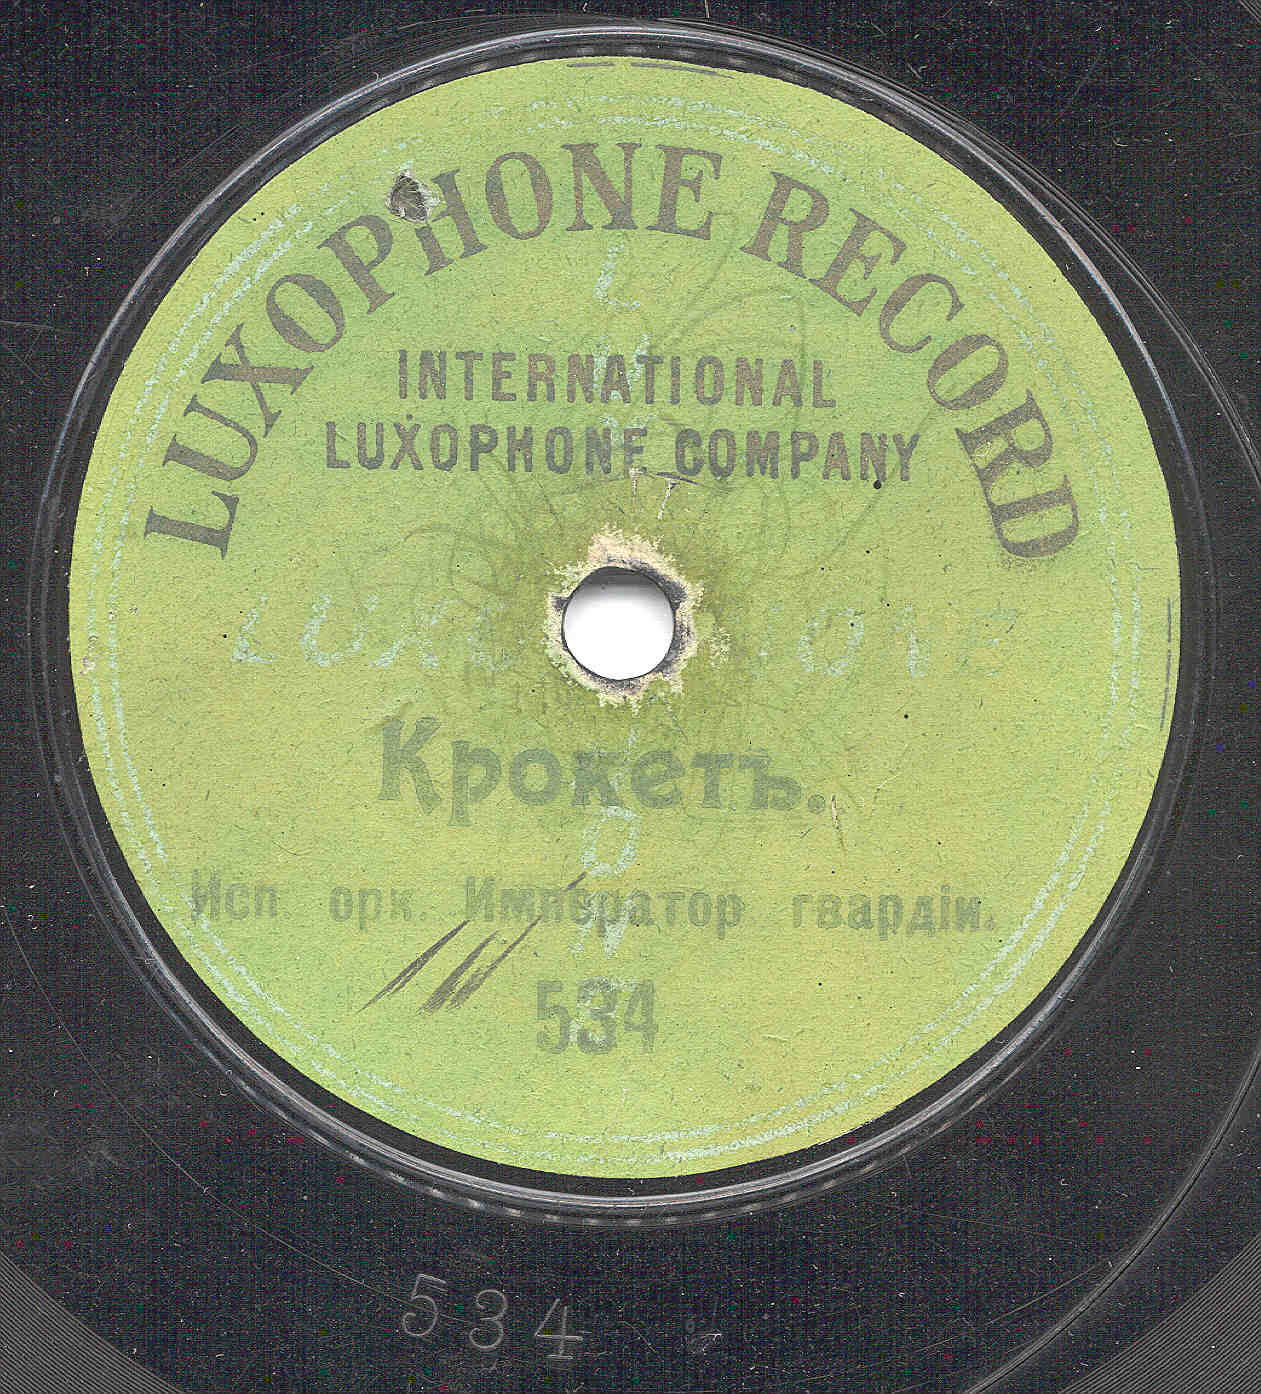 LUXOPHONE RECORD
INTERNATIONAL
LUXOPHONE COMPANY
Крокетъ.
Исп. орк. Император гвардіи.
534
534